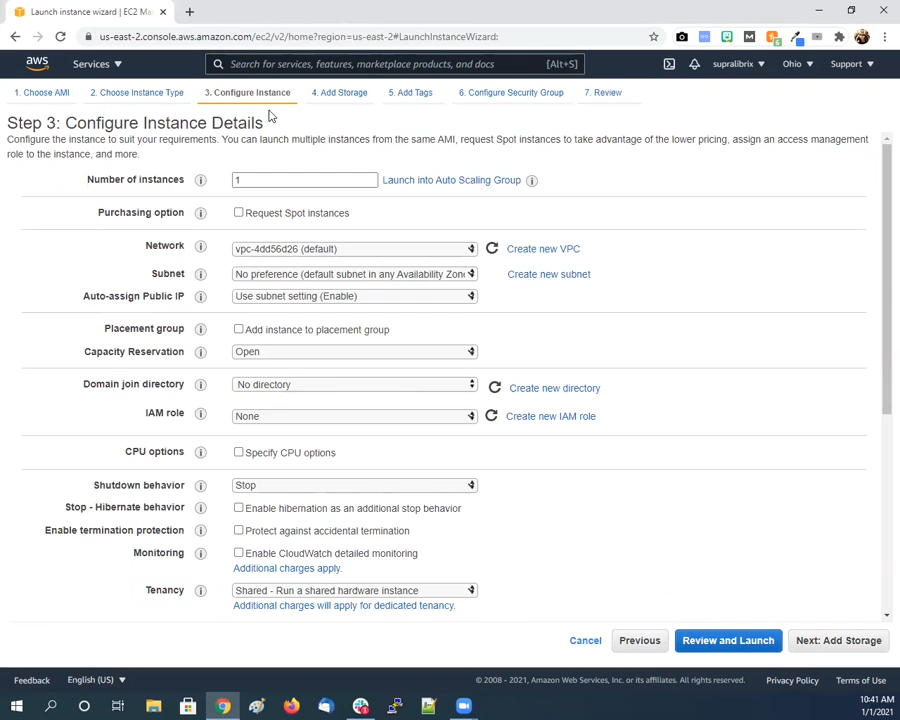 Launch instance wizard | EC2 Ma
us-east-2.console.aws.amazon.com/ec2/v2/home?region=us-east-2#LaunchInstanceWizard:
aws Services Search for services, features, marketplace products, and docs [Alt+S] supralibrix Ohio Support
1. Choose AMI 2. Choose Instance Type 3. Configure Instance 4. Add Storage 5. Add Tags 6. Configure Security Group 7. Review
Step 3: Configure Instance Details
Configure the instance to suit your requirements. You can launch multiple instances from the same AMI, request Spot instances to take advantage of the lower pricing, assign an access management
role to the instance, and more.
Number of instances 1 Launch into Auto Scaling Group
Purchasing option Request Spot instances
Network vpc-4dd56d26 (default) Create new VPC
Subnet No preference (default subnet in any Availability Zone Create new subnet
Auto-assign Public IP Use subnet setting (Enable)
Placement group Add instance to placement group
Capacity Reservation Open
Domain join directory No directory Create new directory
IAM role None Create new IAM role
CPU options Specify CPU options
Shutdown behavior Stop
Stop - Hibernate behavior Enable hibernation as an additional stop behavior
Enable termination protection Protect against accidental termination
Monitoring Enable CloudWatch detailed monitoring
Additional charges apply.
Tenancy Shared - Run a shared hardware instance
Additional charges will apply for dedicated tenancy.
Cancel Previous Review and Launch Next: Add Storage
Feedback English (US) © 2008 - 2021, Amazon Web Services, Inc. or its affiliates. All rights reserved. Privacy Policy Terms of Use
10:41 AM
1/1/2021